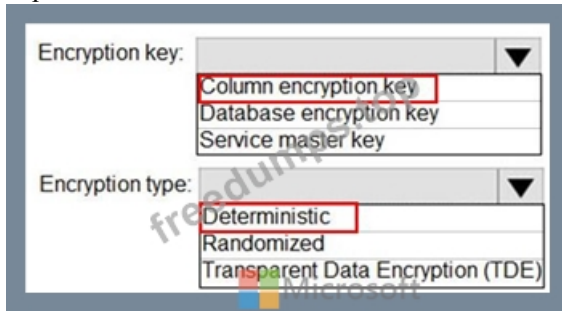 Encryption key:
Column encryption key
Database encryption key
Service master key
Encryption type:
Deterministic
Randomized
Transparent Data Encryption (TDE)
freedumps.top
Microsoft